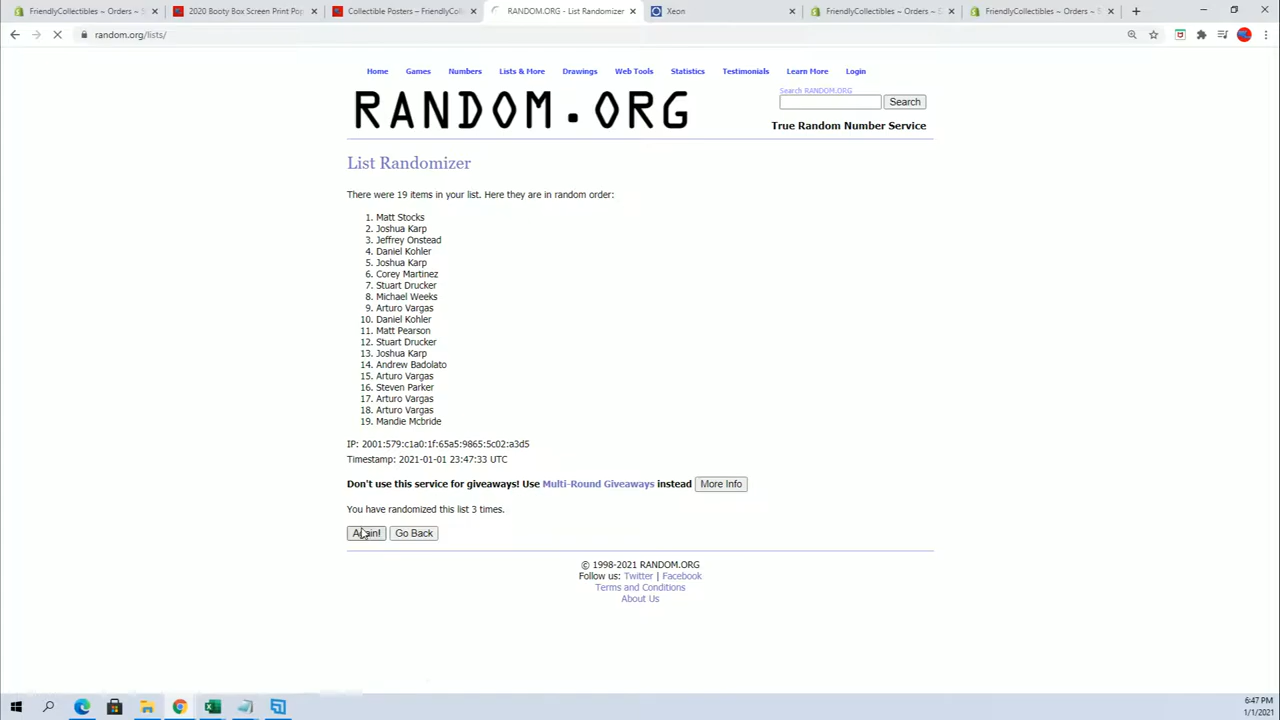 FriendlyCollectibles ~ Orders ~ S
2020 Booty Box Screen Print Pop
Collectible Posters – FriendlyCol
RANDOM.ORG - List Randomizer
Xeon
FriendlyCollectibles ~ Orders ~ S
FriendlyCollectibles ~ Orders ~ S
random.org/lists/
Home Games Numbers Lists & More Drawings Web Tools Statistics Testimonials Learn More Login
Search RANDOM.ORG
RANDOM.ORG
Search
True Random Number Service
List Randomizer
There were 19 items in your list. Here they are in random order:
1. Matt Stocks
2. Joshua Karp
3. Jeffrey Onstead
4. Daniel Kohler
5. Joshua Karp
6. Corey Martinez
7. Stuart Drucker
8. Michael Weeks
9. Arturo Vargas
10. Daniel Kohler
11. Matt Pearson
12. Stuart Drucker
13. Joshua Karp
14. Andrew Badolato
15. Arturo Vargas
16. Steven Parker
17. Arturo Vargas
18. Arturo Vargas
19. Mandie Mcbride
IP: 2001:579:c1a0:1f:65a5:9865:5c02:a3d5
Timestamp: 2021-01-01 23:47:33 UTC
Don't use this service for giveaways! Use Multi-Round Giveaways instead More Info
You have randomized this list 3 times.
Again! Go Back
© 1998-2021 RANDOM.ORG
Follow us: Twitter | Facebook
Terms and Conditions
About Us
6:47 PM
1/1/2021